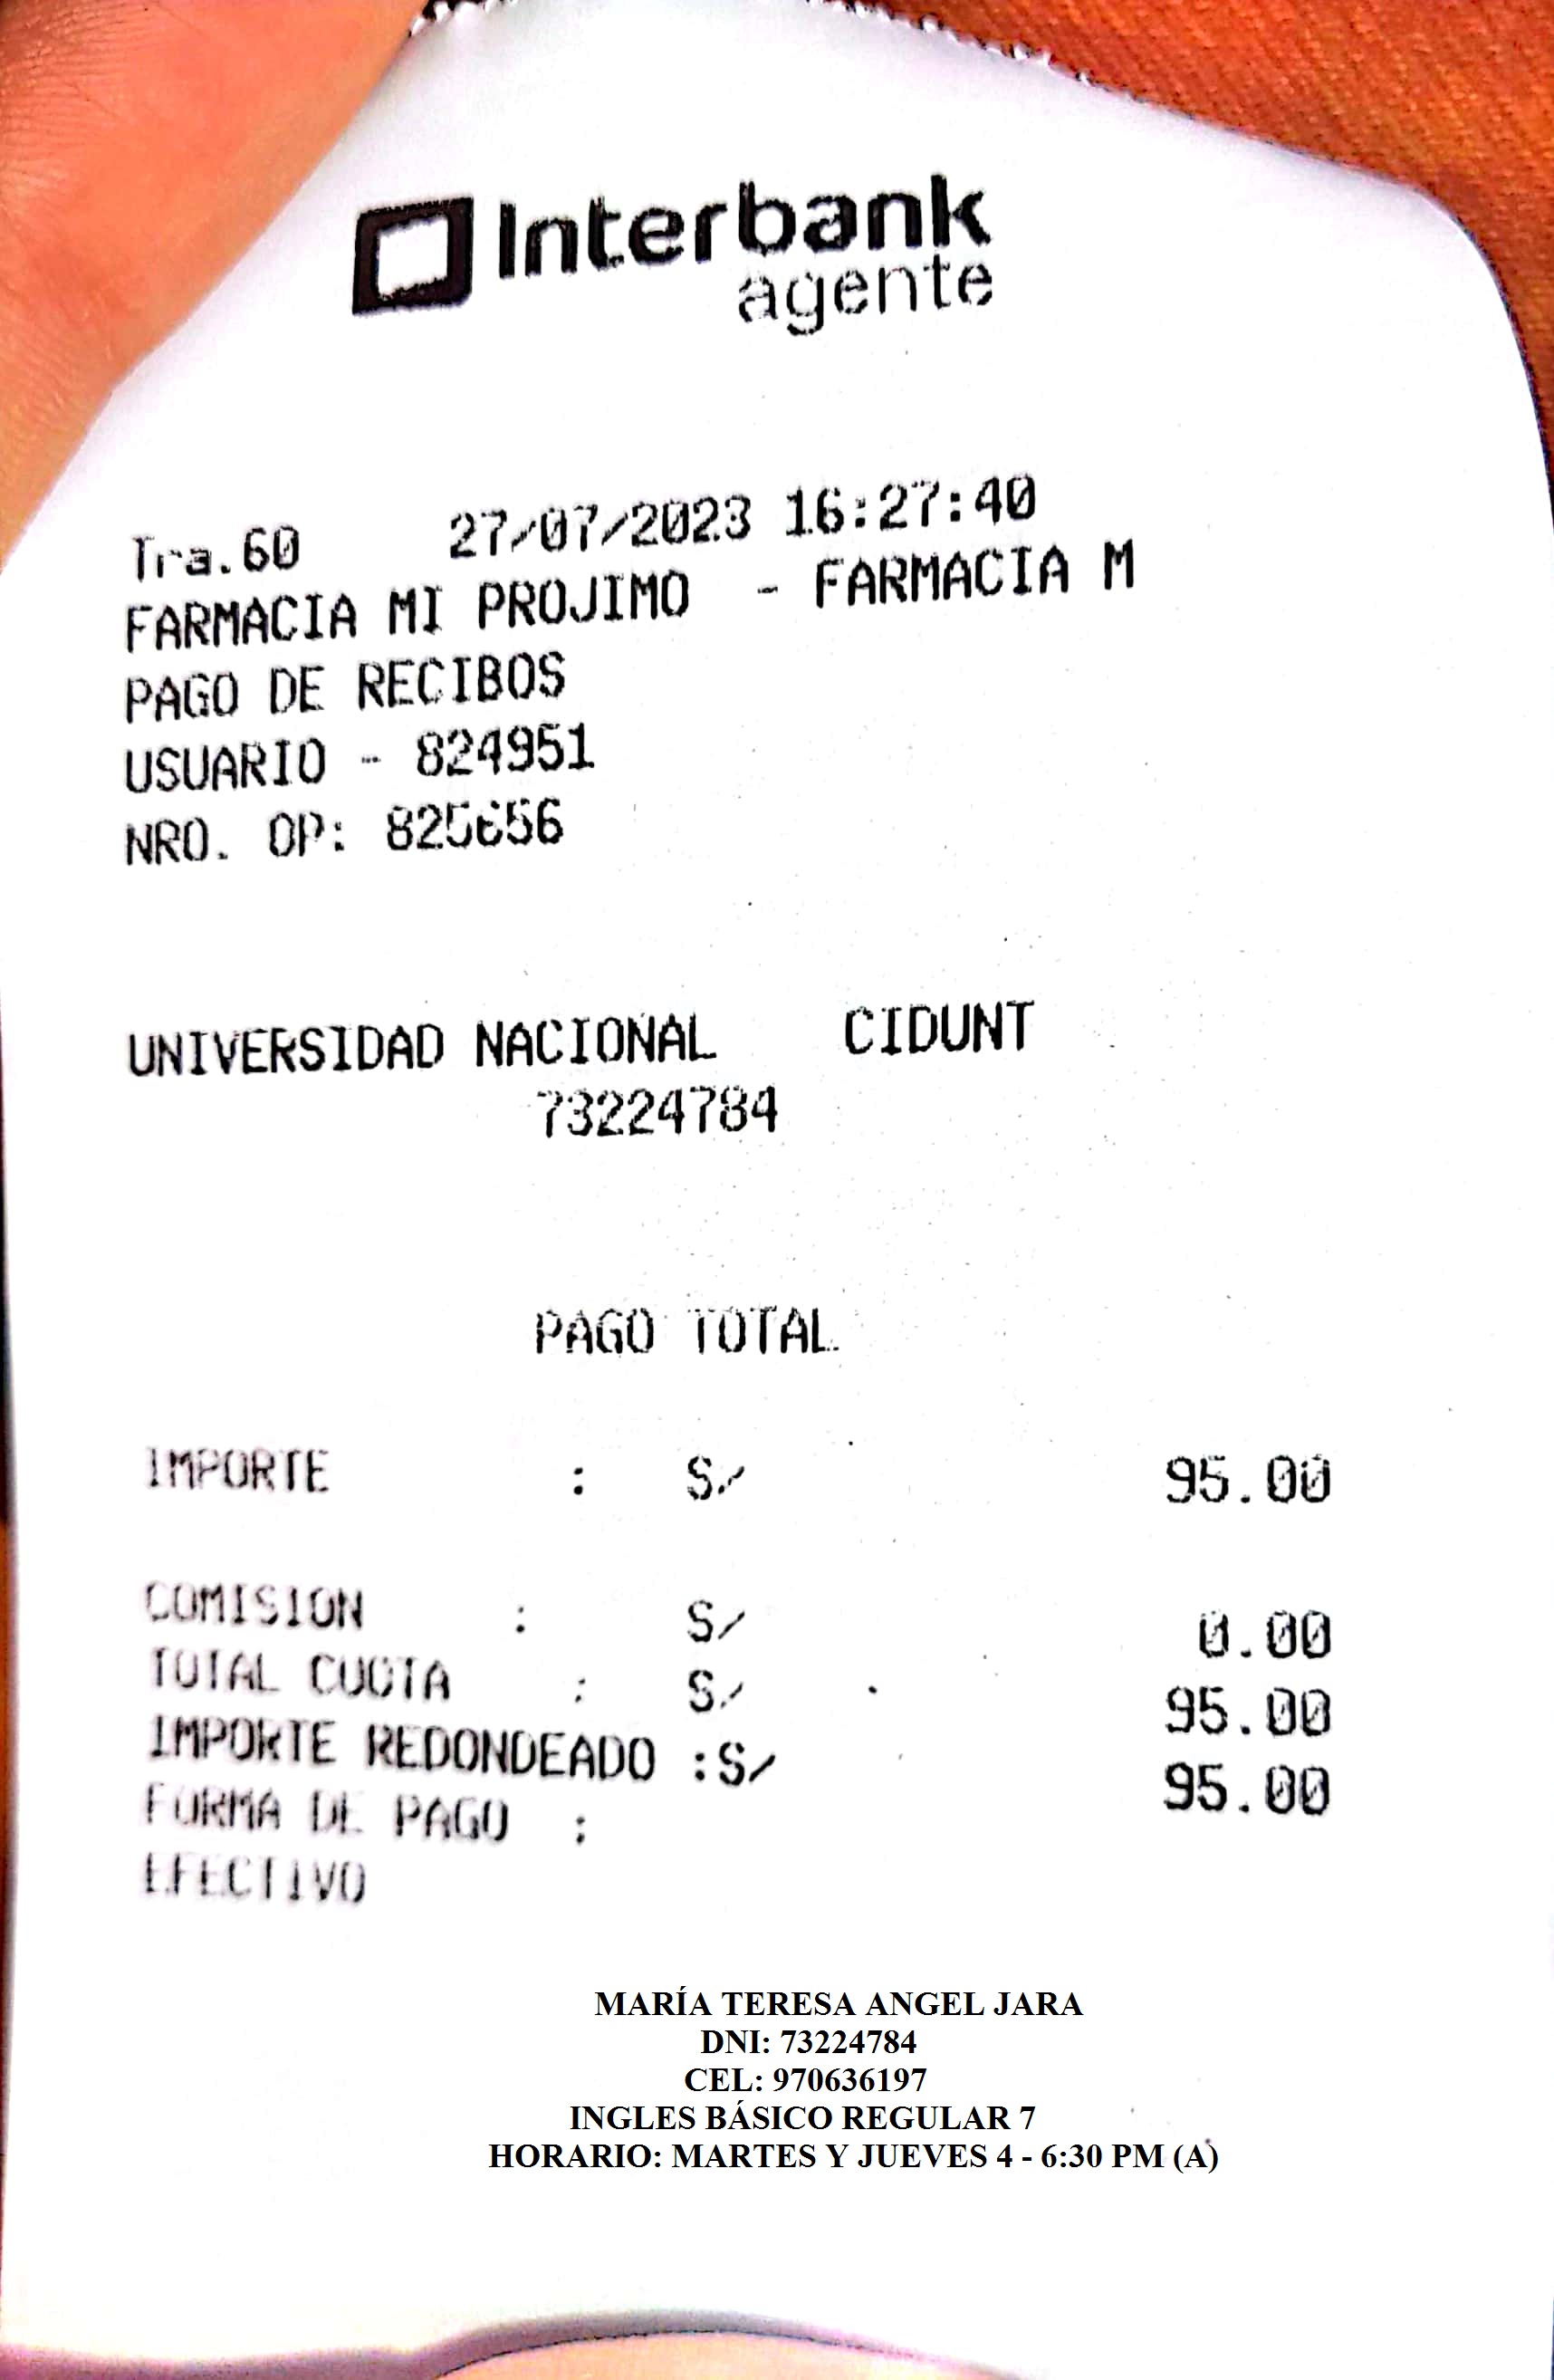 Interbank
agente
Tra.60 27/07/2023 16:27:40
FARMACIA MI PROJIMO - FARMACIA M
PAGO DE RECIBOS
USUARIO - 824951
NRO. OP: 825656
UNIVERSIDAD NACIONAL CIDUNT
73224784
PAGO TOTAL
IMPORTE : S/ 95.00
COMISION : S/ 0.00
TOTAL CUOTA : S/ 95.00
IMPORTE REDONDEADO :S/ 95.00
FORMA DE PAGO :
EFECTIVO
MARÍA TERESA ANGEL JARA
DNI: 73224784
CEL: 970636197
INGLES BÁSICO REGULAR 7
HORARIO: MARTES Y JUEVES 4 - 6:30 PM (A)